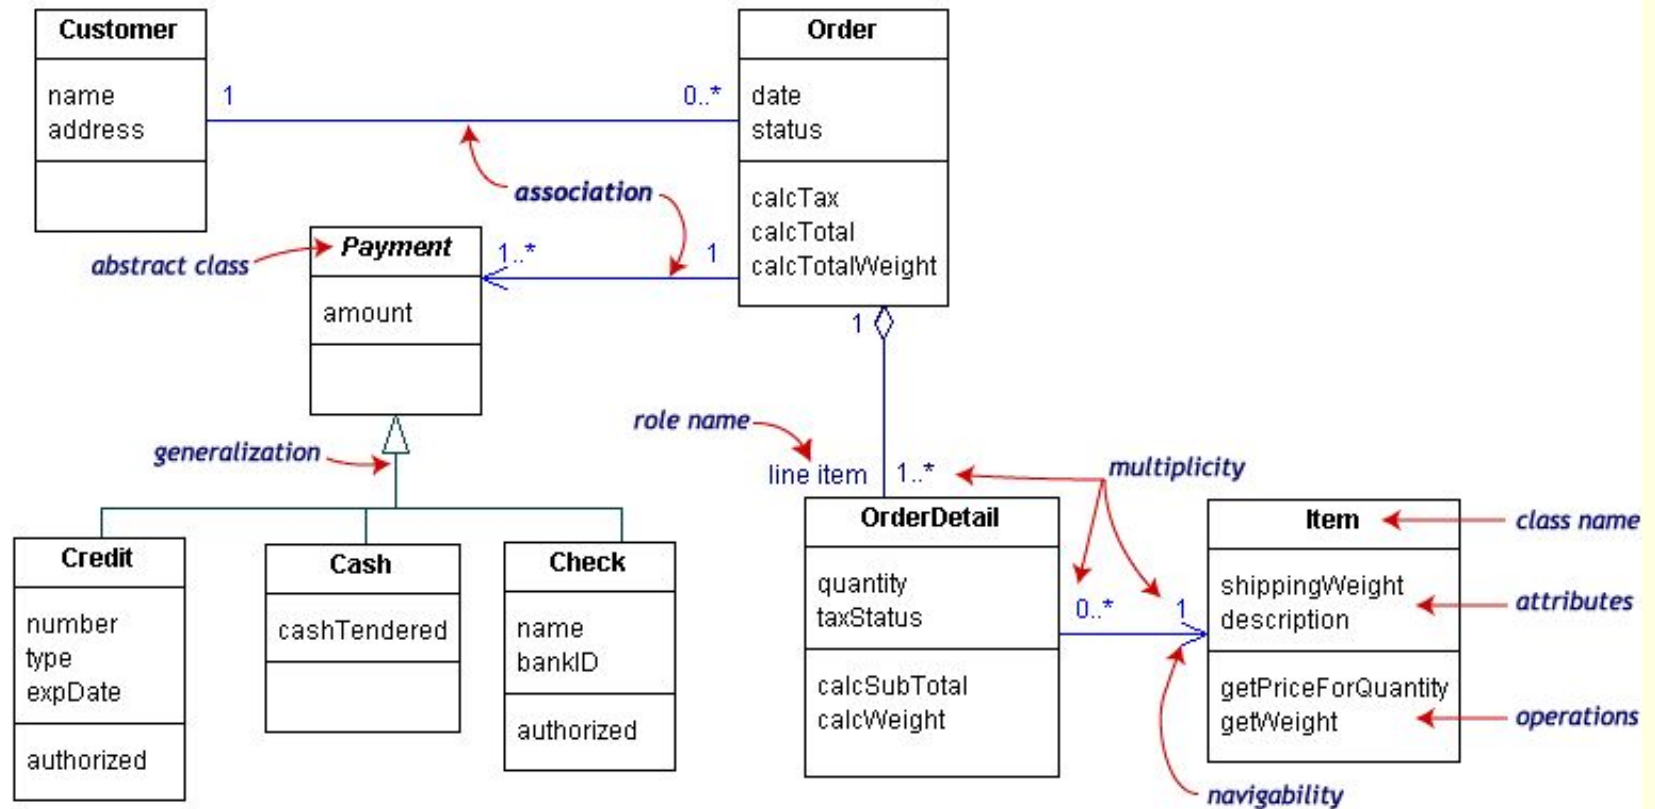 Customer
name
address
1
0..*
Order
date
status
calcTax
calcTotal
calcTotalWeight
association
abstract class
Payment
amount
1..*
1
1
generalization
role name
line item
1..*
multiplicity
Credit
number
type
expDate
authorized
Cash
cashTendered
Check
name
bankID
authorized
OrderDetail
quantity
taxStatus
calcSubTotal
calcWeight
0..*
1
Item
shippingWeight
description
getPriceForQuantity
getWeight
class name
attributes
operations
navigability